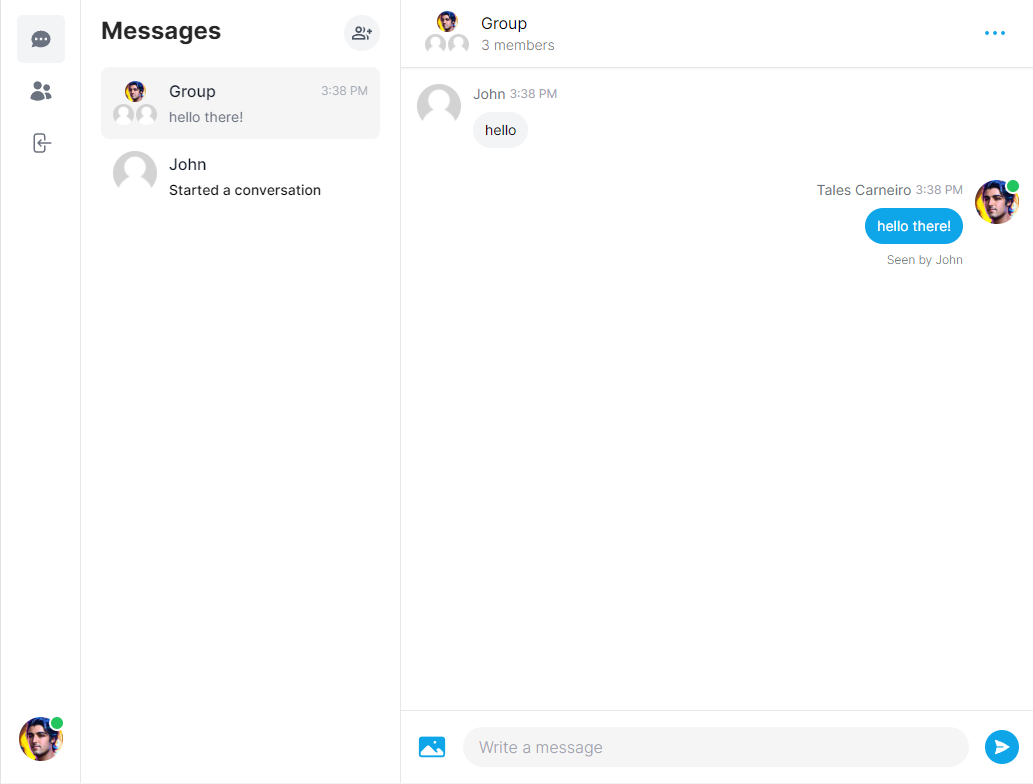 Messages
Group 3:38 PM
hello there!
John
Started a conversation
Group
3 members
John 3:38 PM
hello
Tales Carneiro 3:38 PM
hello there!
Seen by John
Write a message